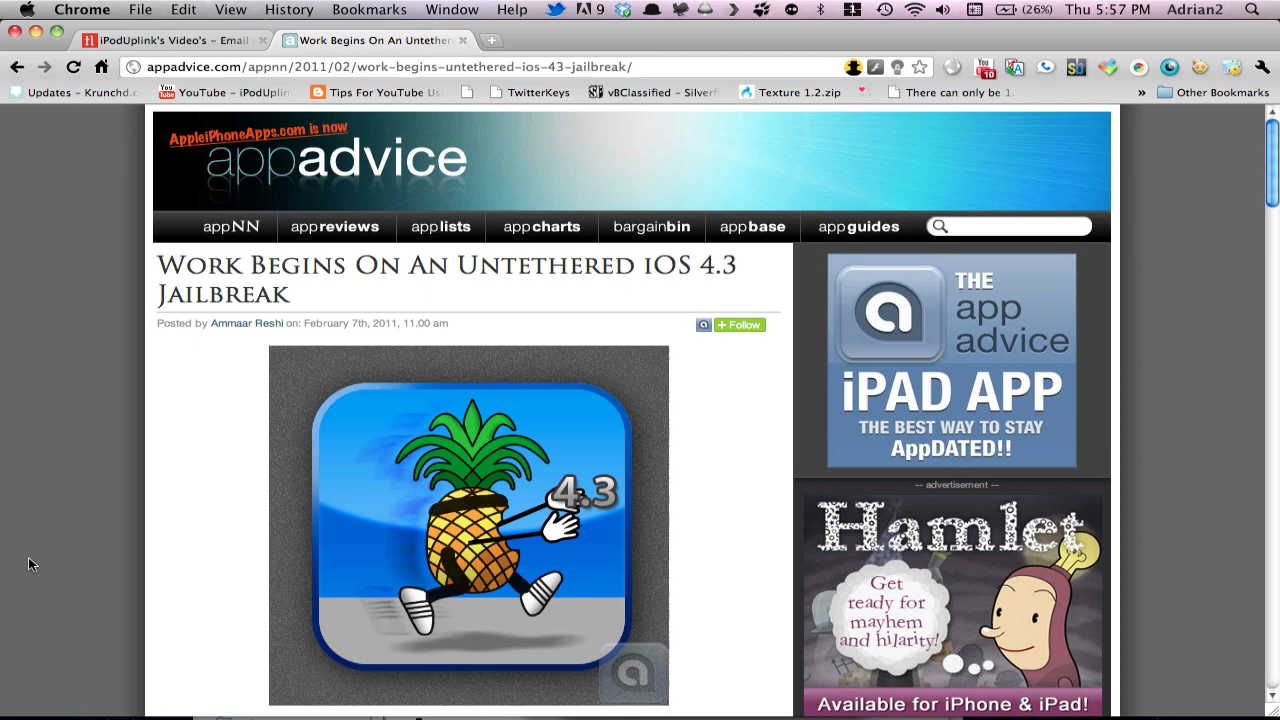 Chrome File Edit View History Bookmarks Window Help 9 (26%) Thu 5:57 PM Adrian2
iPodUplink's Video's – Email
Work Begins On An Untether
appadvice.com/appnn/2011/02/work-begins-untethered-ios-43-jailbreak/
10
Updates – Krunchd.c
YouTube – iPodUplin
Tips For YouTube Us
TwitterKeys
vBClassified – Silverf
Texture 1.2.zip
There can only be 1
» Other Bookmarks
AppleiPhoneApps.com is now
appadvice
appNN appreviews applists appcharts bargainbin appbase appguides
Work Begins On An Untethered iOS 4.3
Jailbreak
Posted by Ammaar Reshi on: February 7th, 2011, 11.00 am
+ Follow
4.3
THE
app
advice
iPAD APP
THE BEST WAY TO STAY
AppDATED!!
-- advertisement --
Hamlet
Get
ready for
mayhem
and hilarity!
Available for iPhone & iPad!